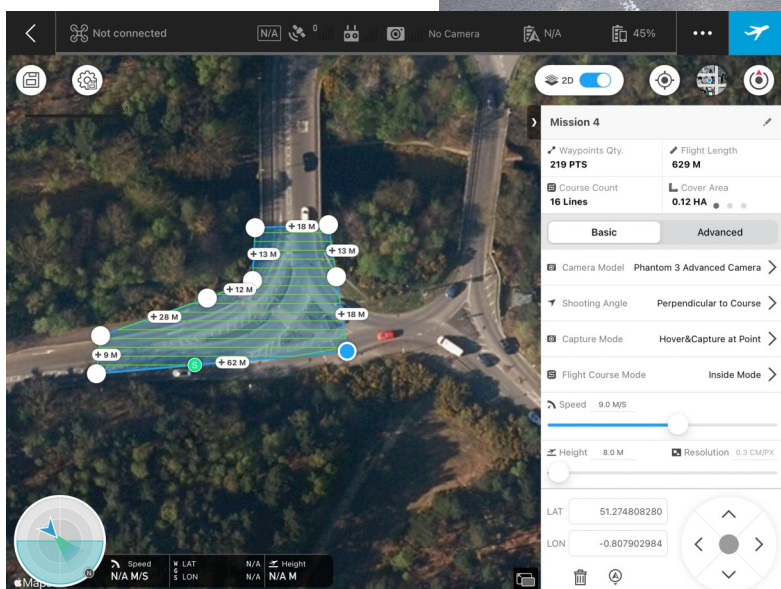 Not connected
N/A
0
No Camera
N/A
45%
2D
Mission 4
Waypoints Qty.
219 PTS
Flight Length
629 M
Course Count
16 Lines
Cover Area
0.12 HA
Basic
Advanced
Camera Model
Phantom 3 Advanced Camera
Shooting Angle
Perpendicular to Course
Capture Mode
Hover&Capture at Point
Flight Course Mode
Inside Mode
Speed
9.0 M/S
Height
8.0 M
Resolution
0.3 CM/PX
LAT
51.274808280
LON
-0.807902984
+ 18 M
+ 13 M
+ 13 M
+ 12 M
+ 28 M
+ 18 M
+ 9 M
S
+ 62 M
N
Speed
N/A M/S
W
G
S
LAT
N/A
LON
N/A
Height
N/A M
Maps